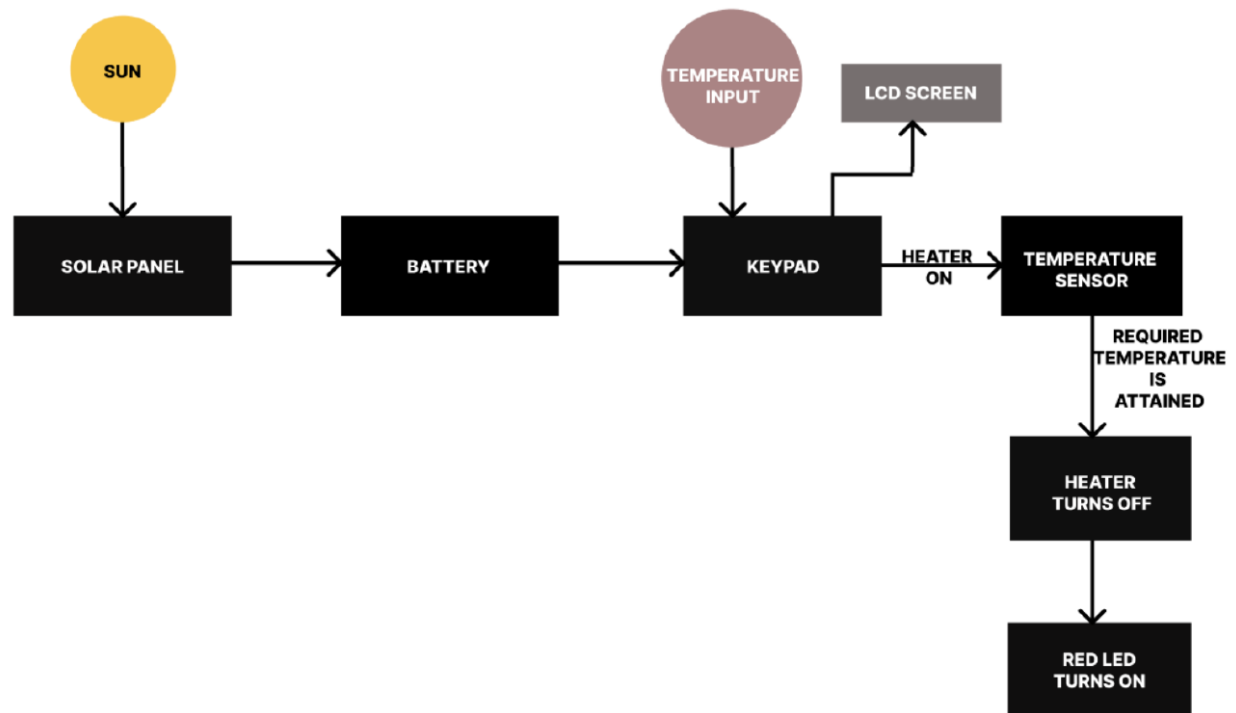 SUN
TEMPERATURE
INPUT
LCD SCREEN
SOLAR PANEL
BATTERY
KEYPAD
HEATER
ON
TEMPERATURE
SENSOR
REQUIRED
TEMPERATURE
IS
ATTAINED
HEATER
TURNS OFF
RED LED
TURNS ON